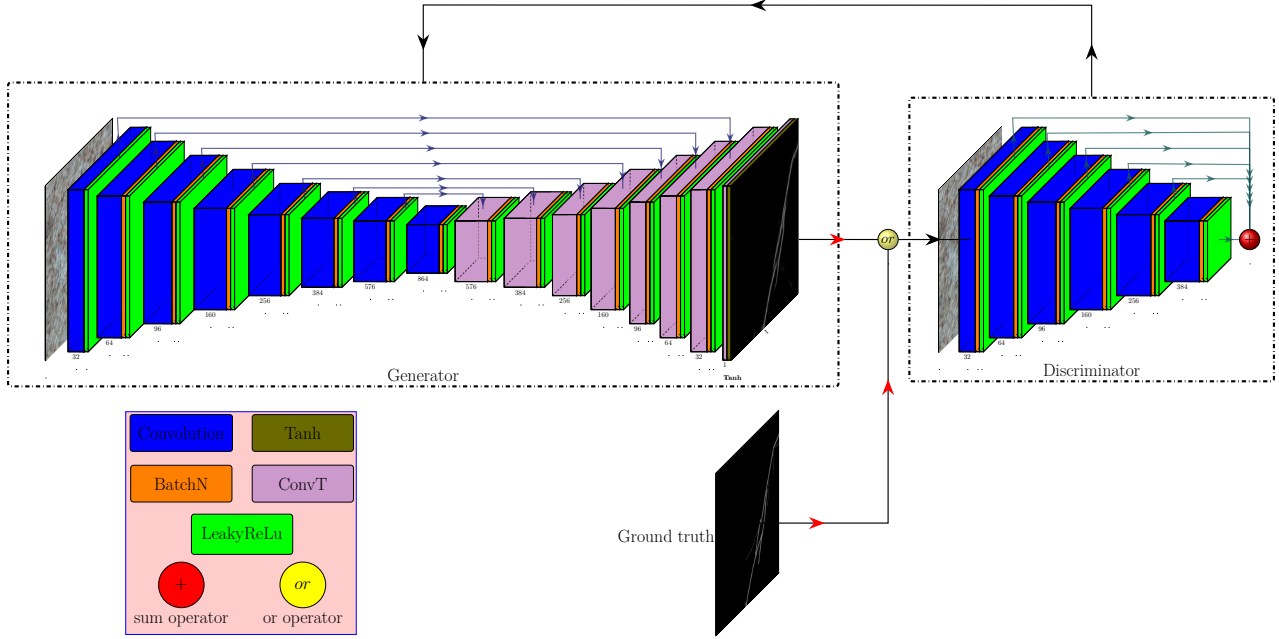 or
864
576
576
384
384
384
256
256
256
160
160
160
96
96
96
64
64
64
32
32
32
1
Tanh
Generator
Discriminator
Convolution
Tanh
BatchN
ConvT
LeakyReLu
+
or
sum operator
or operator
Ground truth